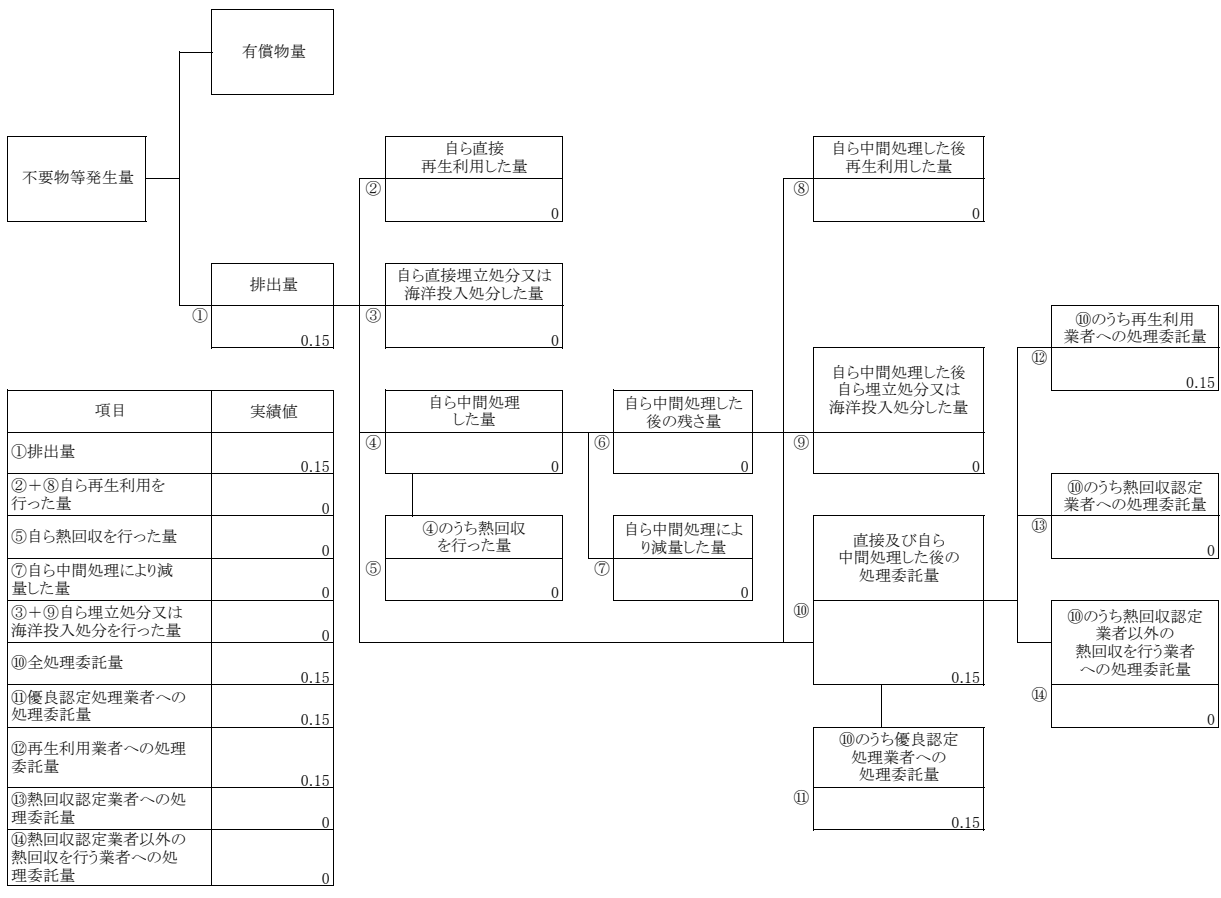 有償物量
不要物等発生量
排出量
①
0.15
自ら直接
再生利用した量
②
0
自ら直接埋立処分又は
海洋投入処分した量
③
0
自ら中間処理
した量
④
0
④のうち熱回収
を行った量
⑤
0
自ら中間処理した
後の残さ量
⑥
0
自ら中間処理によ
り減量した量
⑦
0
自ら中間処理した後
再生利用した量
⑧
0
自ら中間処理した後
自ら埋立処分又は
海洋投入処分した量
⑨
0
直接及び自ら
中間処理した後の
処理委託量
⑩
0.15
⑩のうち優良認定
処理業者への
処理委託量
⑪
0.15
⑩のうち再生利用
業者への処理委託量
⑫
0.15
⑩のうち熱回収認定
業者への処理委託量
⑬
0
⑩のうち熱回収認定
業者以外の
熱回収を行う業者
への処理委託量
⑭
0
項目 実績値
①排出量
0.15
②＋⑧自ら再生利用を
行った量
0
⑤自ら熱回収を行った量
0
⑦自ら中間処理により減
量した量
0
③＋⑨自ら埋立処分又は
海洋投入処分を行った量
0
⑩全処理委託量
0.15
⑪優良認定処理業者への
処理委託量
0.15
⑫再生利用業者への処理
委託量
0.15
⑬熱回収認定業者への処
理委託量
0
⑭熱回収認定業者以外の
熱回収を行う業者への処
理委託量
0